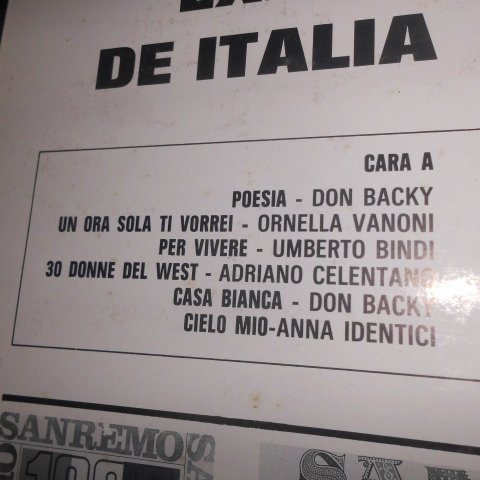 DE ITALIA
CARA A
POESIA - DON BACKY
UN ORA SOLA TI VORREI - ORNELLA VANONI
PER VIVERE - UMBERTO BINDI
30 DONNE DEL WEST - ADRIANO CELENTANO
CASA BIANCA - DON BACKY
CIELO MIO-ANNA IDENTICI
SANREMO